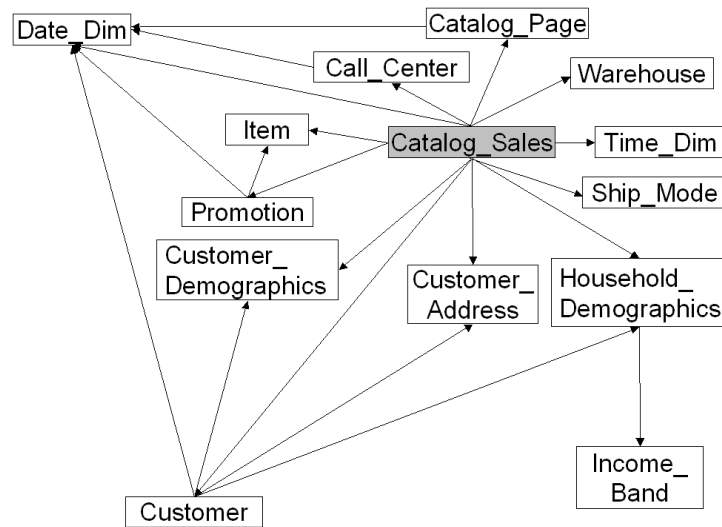 Catalog_Page
Date_Dim
Call_Center
Warehouse
Item
Catalog_Sales
Time_Dim
Ship_Mode
Promotion
Customer_
Demographics
Customer_
Address
Household_
Demographics
Income_
Band
Customer